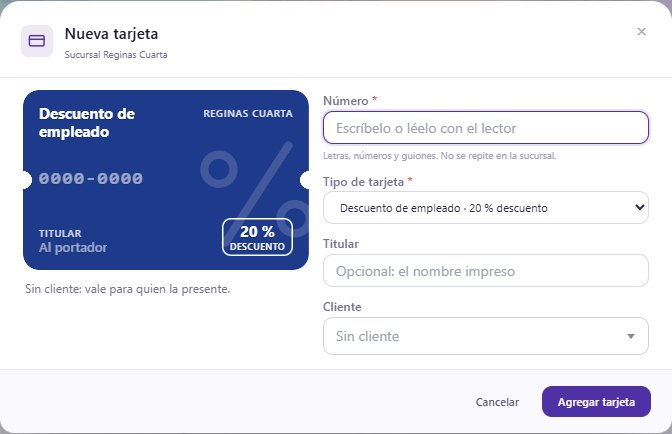 Nueva tarjeta
Sucursal Reginas Cuarta
×
Descuento de
empleado
REGINAS CUARTA
0000-0000
%
TITULAR
Al portador
20 %
DESCUENTO
Sin cliente: vale para quien la presente.
Número *
Escríbelo o léelo con el lector
Letras, números y guiones. No se repite en la sucursal.
Tipo de tarjeta *
Descuento de empleado · 20 % descuento
Titular
Opcional: el nombre impreso
Cliente
Sin cliente
Cancelar
Agregar tarjeta